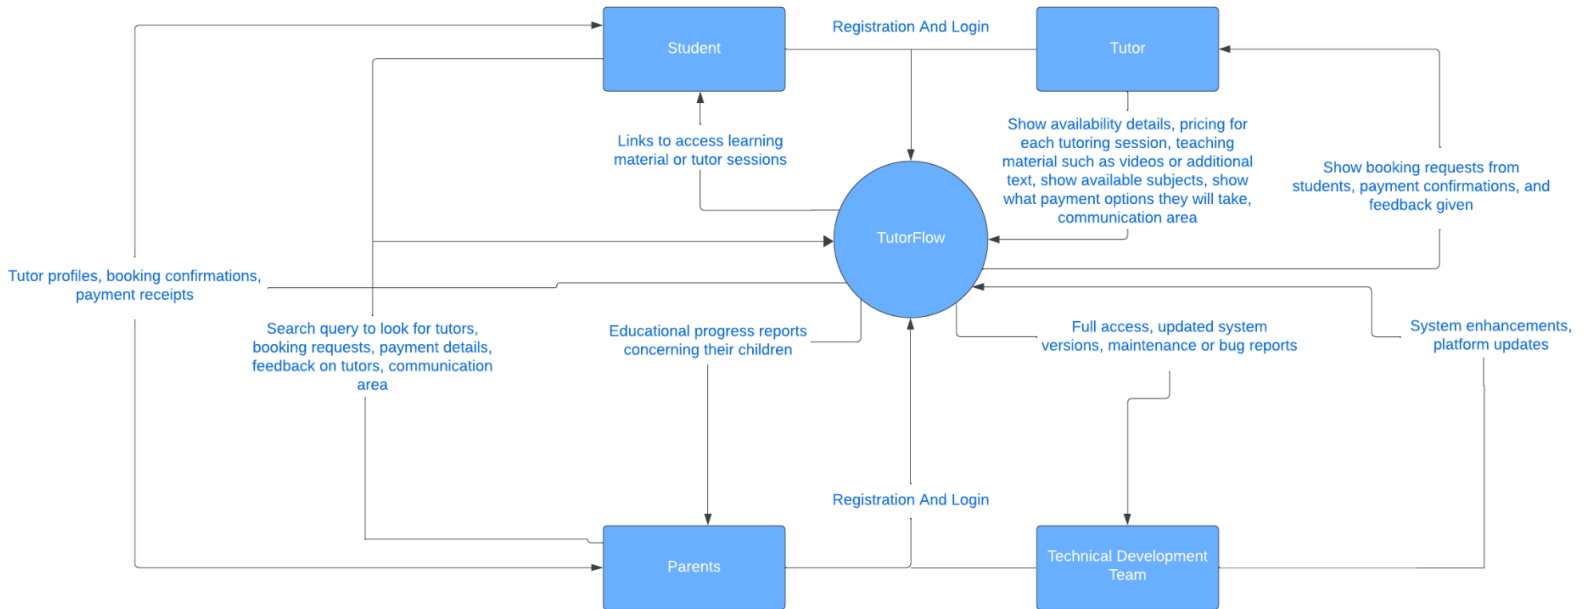 Registration And Login
Student
Tutor
Links to access learning
material or tutor sessions
Show availability details, pricing for
each tutoring session, teaching
material such as videos or additional
text, show available subjects, show
what payment options they will take,
communication area
Show booking requests from
students, payment confirmations, and
feedback given
TutorFlow
Tutor profiles, booking confirmations,
payment receipts
Search query to look for tutors,
booking requests, payment details,
feedback on tutors, communication
area
Educational progress reports
concerning their children
Full access, updated system
versions, maintenance or bug reports
System enhancements,
platform updates
Registration And Login
Parents
Technical Development
Team